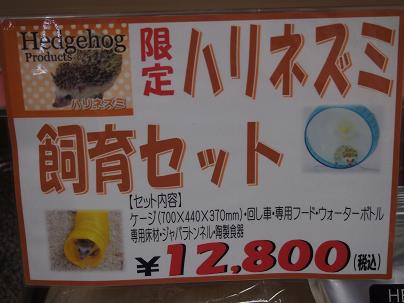 Hedgehog
Products
ハリネズミ
限定
ハリネズミ
飼育セット
【セット内容】
ケージ(700×440×370mm)・回し車・専用フード・ウォーターボトル
専用床材・ジャバラトンネル・陶製食器
¥12,800(税込)